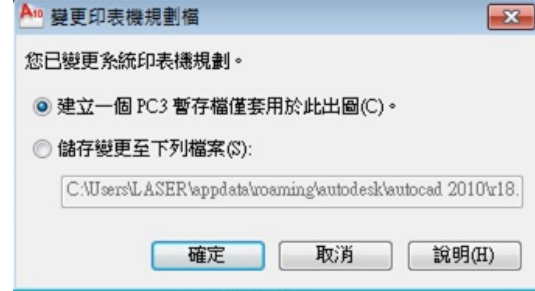 A10 變更印表機規劃檔
您已變更系統印表機規劃。
建立一個 PC3 暫存檔僅套用於此出圖(C)。
儲存變更至下列檔案(S):
C:\Users\LASER\appdata\roaming\autodesk\autocad 2010\r18.
確定 取消 說明(H)